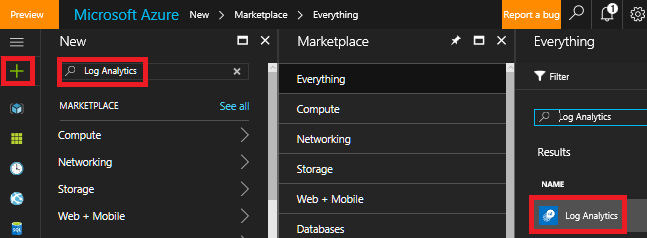 Preview
Microsoft Azure New > Marketplace > Everything
Report a bug
1
New
Log Analytics
MARKETPLACE See all
Compute
Networking
Storage
Web + Mobile
SQL
Marketplace
Everything
Compute
Networking
Storage
Web + Mobile
Databases
Everything
Filter
Log Analytics
Results
NAME
Log Analytics